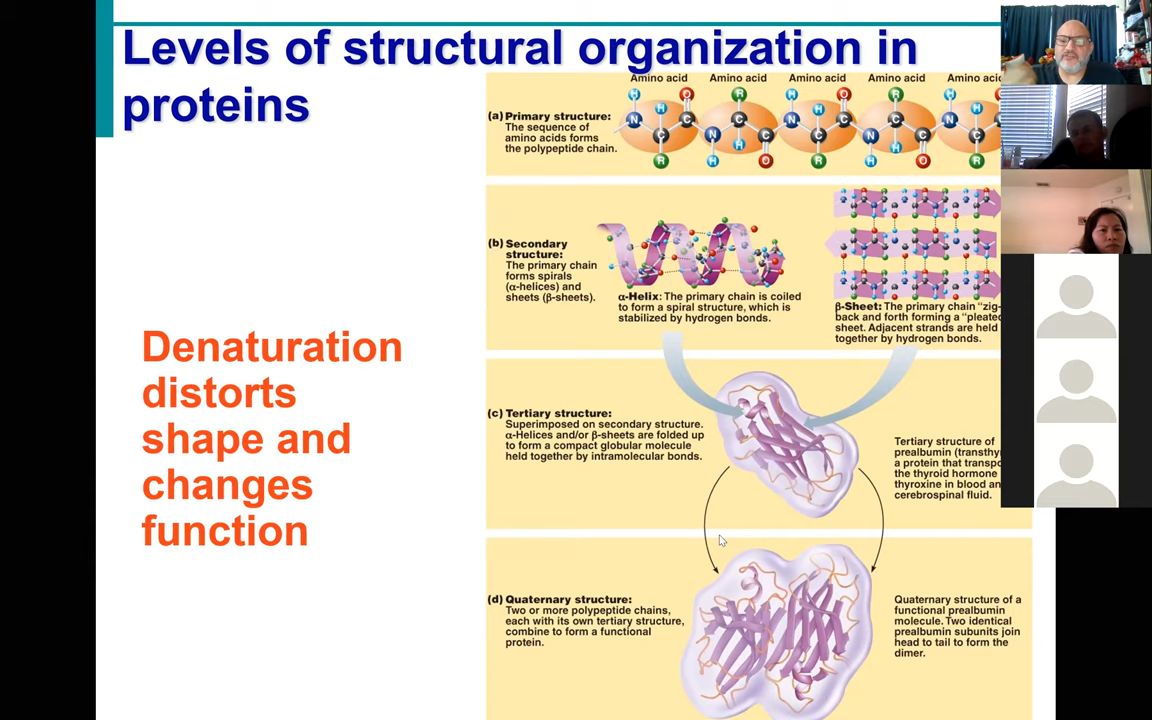 Levels of structural organization in
proteins
Denaturation
distorts
shape and
changes
function
Amino acid Amino acid Amino acid Amino acid Amino
(a) Primary structure:
The sequence of
amino acids forms
the polypeptide chain.
H O R H O R H
N H C N C H C N C
N C C N C C N C
H R H O R H H O R
(b) Secondary
structure:
The primary chain
forms spirals
(α-helices) and
sheets (β-sheets).
α-Helix: The primary chain is coiled
to form a spiral structure, which is
stabilized by hydrogen bonds.
β-Sheet: The primary chain “zig-
back and forth forming a “pleated
sheet. Adjacent strands are held
together by hydrogen bonds.
(c) Tertiary structure:
Superimposed on secondary structure.
α-Helices and/or β-sheets are folded up
to form a compact globular molecule
held together by intramolecular bonds.
Tertiary structure of
prealbumin (transthy
a protein that transpo
the thyroid hormone
thyroxine in blood an
cerebrospinal fluid.
(d) Quaternary structure:
Two or more polypeptide chains,
each with its own tertiary structure,
combine to form a functional
protein.
Quaternary structure of a
functional prealbumin
molecule. Two identical
prealbumin subunits join
head to tail to form the
dimer.